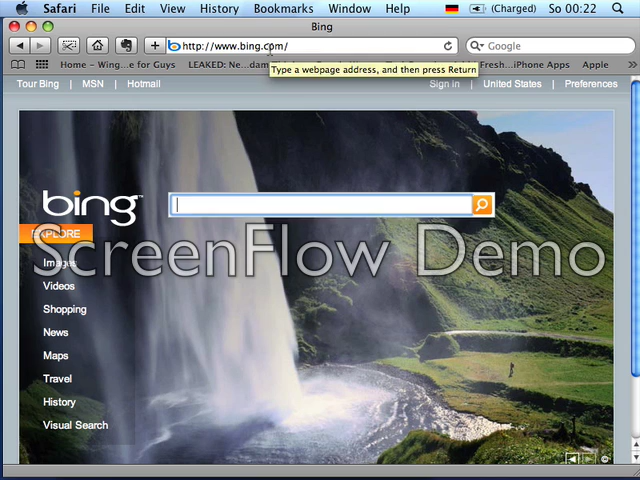 Safari File Edit View History Bookmarks Window Help (Charged) So 00:22
Bing
http://www.bing.com/
Google
Home – Wing...e for Guys LEAKED: Ne...dam
Fresh...iPhone Apps Apple
Type a webpage address, and then press Return
Tour Bing | MSN | Hotmail Sign in | United States | Preferences
bing™
EXPLORE
ScreenFlow Demo
Images
Videos
Shopping
News
Maps
Travel
History
Visual Search